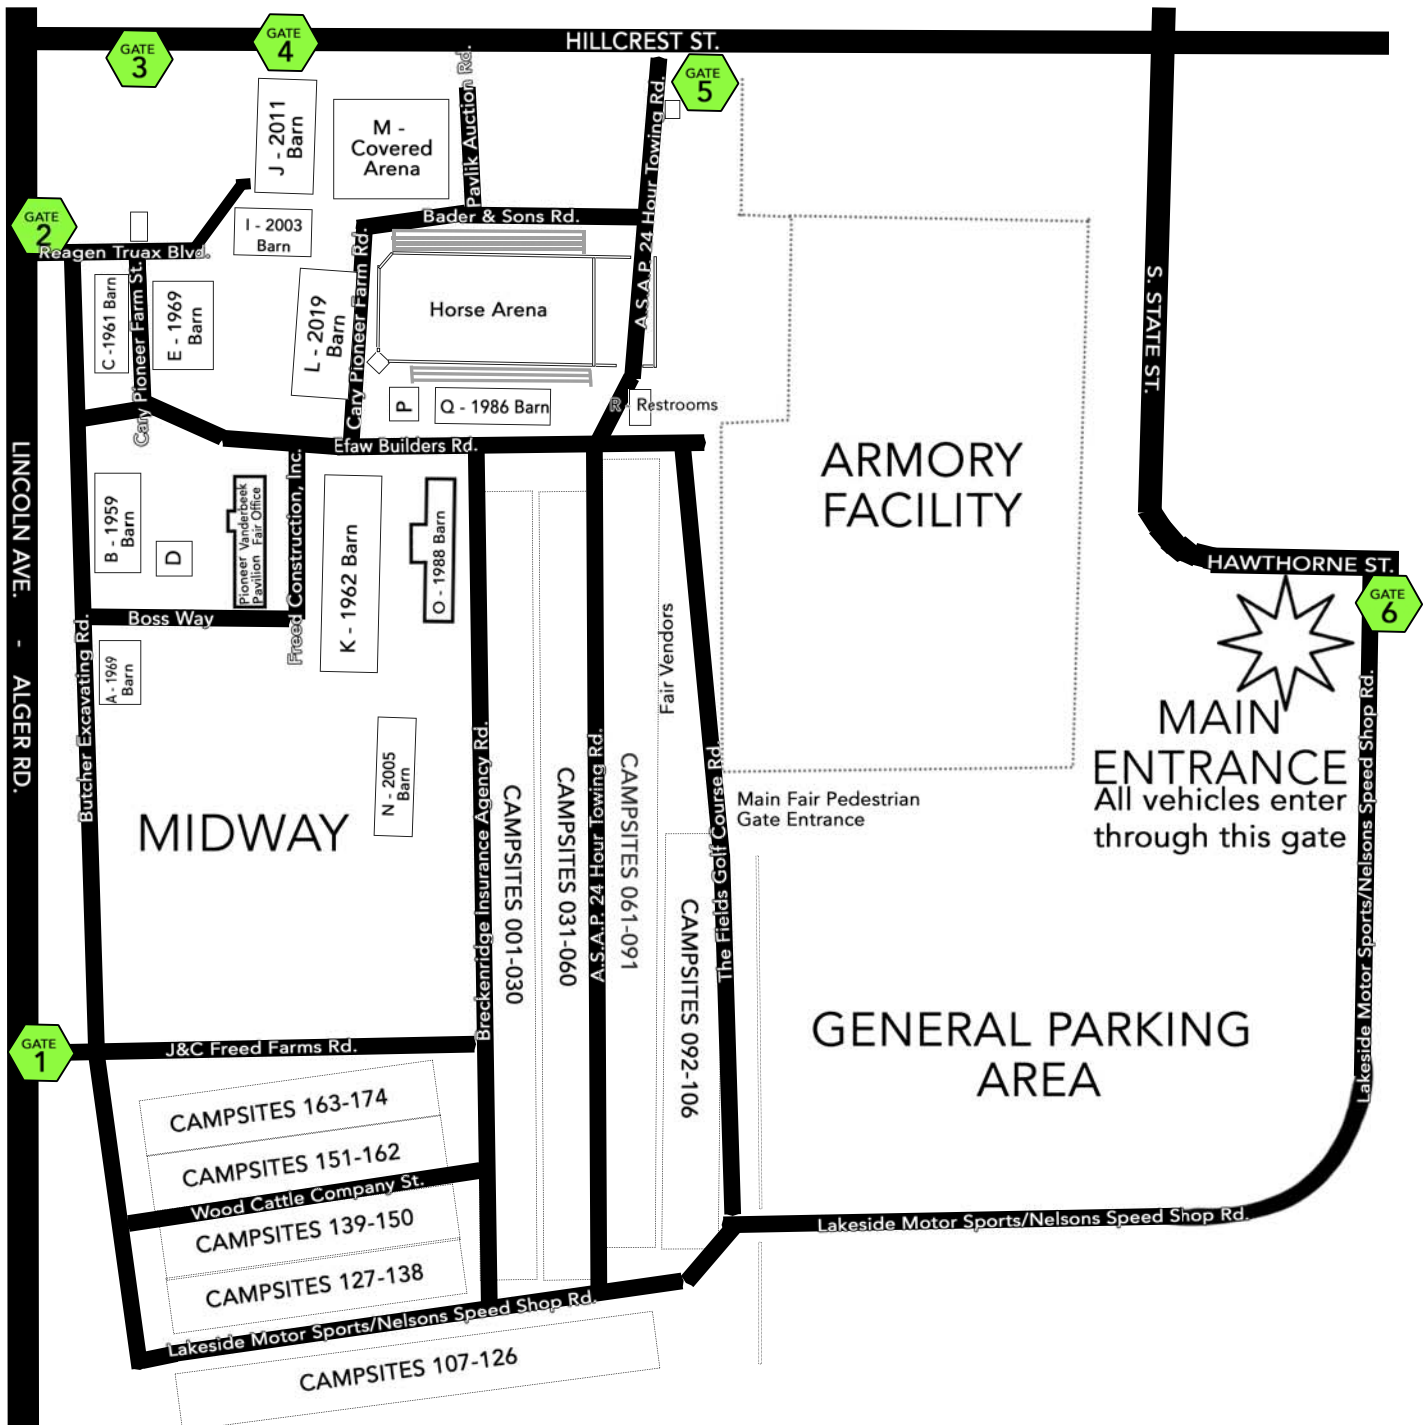 HILLCREST ST.
GATE
3
GATE
4
GATE
5
J - 2011
Barn
M -
Covered
Arena
Pavlik Auction Rd.
A.S.A.P. 24 Hour Towing Rd.
GATE
2
Reagen Truax Blvd.
I - 2003
Barn
Bader & Sons Rd.
C -1961 Barn
Cary Pioneer Farm St.
E - 1969
Barn
L - 2019
Barn
Cary Pioneer Farm Rd.
Horse Arena
S. STATE ST.
P
Q - 1986 Barn
R - Restrooms
Efaw Builders Rd.
LINCOLN AVE. - ALGER RD.
ARMORY
FACILITY
B - 1959
Barn
D
Pioneer Vanderbeek
Pavilion Fair Office
Freed Construction, Inc.
K - 1962 Barn
O - 1988 Barn
HAWTHORNE ST.
GATE
6
Boss Way
A - 1969
Barn
Butcher Excavating Rd.
Fair Vendors
MAIN
ENTRANCE
All vehicles enter
through this gate
N - 2005
Barn
MIDWAY
Breckenridge Insurance Agency Rd.
CAMPSITES 001-030
CAMPSITES 031-060
A.S.A.P. 24 Hour Towing Rd.
CAMPSITES 061-091
CAMPSITES 092-106
The Fields Golf Course Rd.
Main Fair Pedestrian
Gate Entrance
Lakeside Motor Sports/Nelsons Speed Shop Rd.
GENERAL PARKING
AREA
GATE
1
J&C Freed Farms Rd.
CAMPSITES 163-174
CAMPSITES 151-162
Wood Cattle Company St.
CAMPSITES 139-150
CAMPSITES 127-138
Lakeside Motor Sports/Nelsons Speed Shop Rd.
Lakeside Motor Sports/Nelsons Speed Shop Rd.
CAMPSITES 107-126